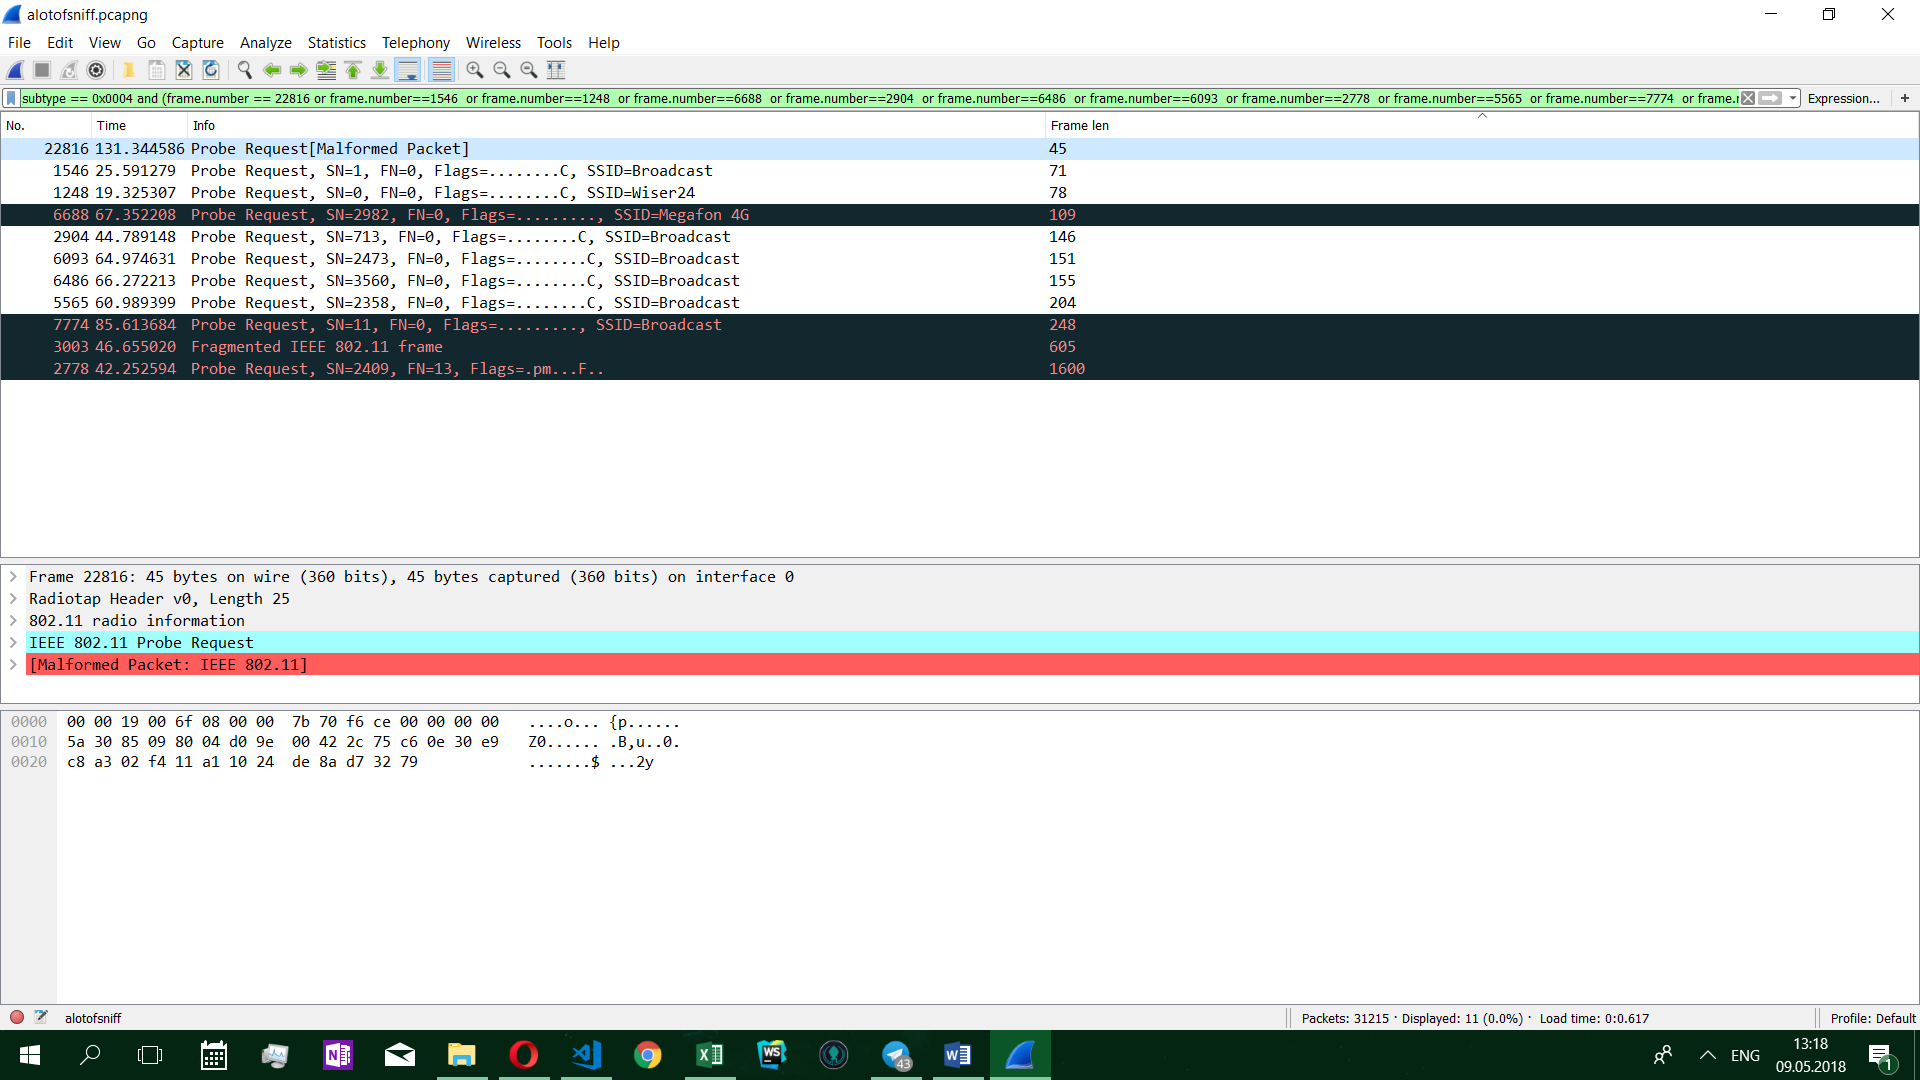 alotofsniff.pcapng
File Edit View Go Capture Analyze Statistics Telephony Wireless Tools Help
subtype == 0x0004 and (frame.number == 22816 or frame.number==1546 or frame.number==1248 or frame.number==6688 or frame.number==2904 or frame.number==6486 or frame.number==6093 or frame.number==2778 or frame.number==5565 or frame.number==7774 or frame. Expression... +
No. Time Info Frame len
22816 131.344586 Probe Request[Malformed Packet] 45
1546 25.591279 Probe Request, SN=1, FN=0, Flags=........C, SSID=Broadcast 71
1248 19.325307 Probe Request, SN=0, FN=0, Flags=........C, SSID=Wiser24 78
6688 67.352208 Probe Request, SN=2982, FN=0, Flags=........., SSID=Megafon 4G 109
2904 44.789148 Probe Request, SN=713, FN=0, Flags=........C, SSID=Broadcast 146
6093 64.974631 Probe Request, SN=2473, FN=0, Flags=........C, SSID=Broadcast 151
6486 66.272213 Probe Request, SN=3560, FN=0, Flags=........C, SSID=Broadcast 155
5565 60.989399 Probe Request, SN=2358, FN=0, Flags=........C, SSID=Broadcast 204
7774 85.613684 Probe Request, SN=11, FN=0, Flags=........., SSID=Broadcast 248
3003 46.655020 Fragmented IEEE 802.11 frame 605
2778 42.252594 Probe Request, SN=2409, FN=13, Flags=.pm...F.. 1600
Frame 22816: 45 bytes on wire (360 bits), 45 bytes captured (360 bits) on interface 0
Radiotap Header v0, Length 25
802.11 radio information
IEEE 802.11 Probe Request
[Malformed Packet: IEEE 802.11]
0000 00 00 19 00 6f 08 00 00 7b 70 f6 ce 00 00 00 00 ....o... {p......
0010 5a 30 85 09 80 04 d0 9e 00 42 2c 75 c6 0e 30 e9 Z0...... .B,u..0.
0020 c8 a3 02 f4 11 a1 10 24 de 8a d7 32 79 .......$ ...2y
alotofsniff Packets: 31215 · Displayed: 11 (0.0%) · Load time: 0:0.617 Profile: Default
N WS 43 ENG 13:18
09.05.2018 1